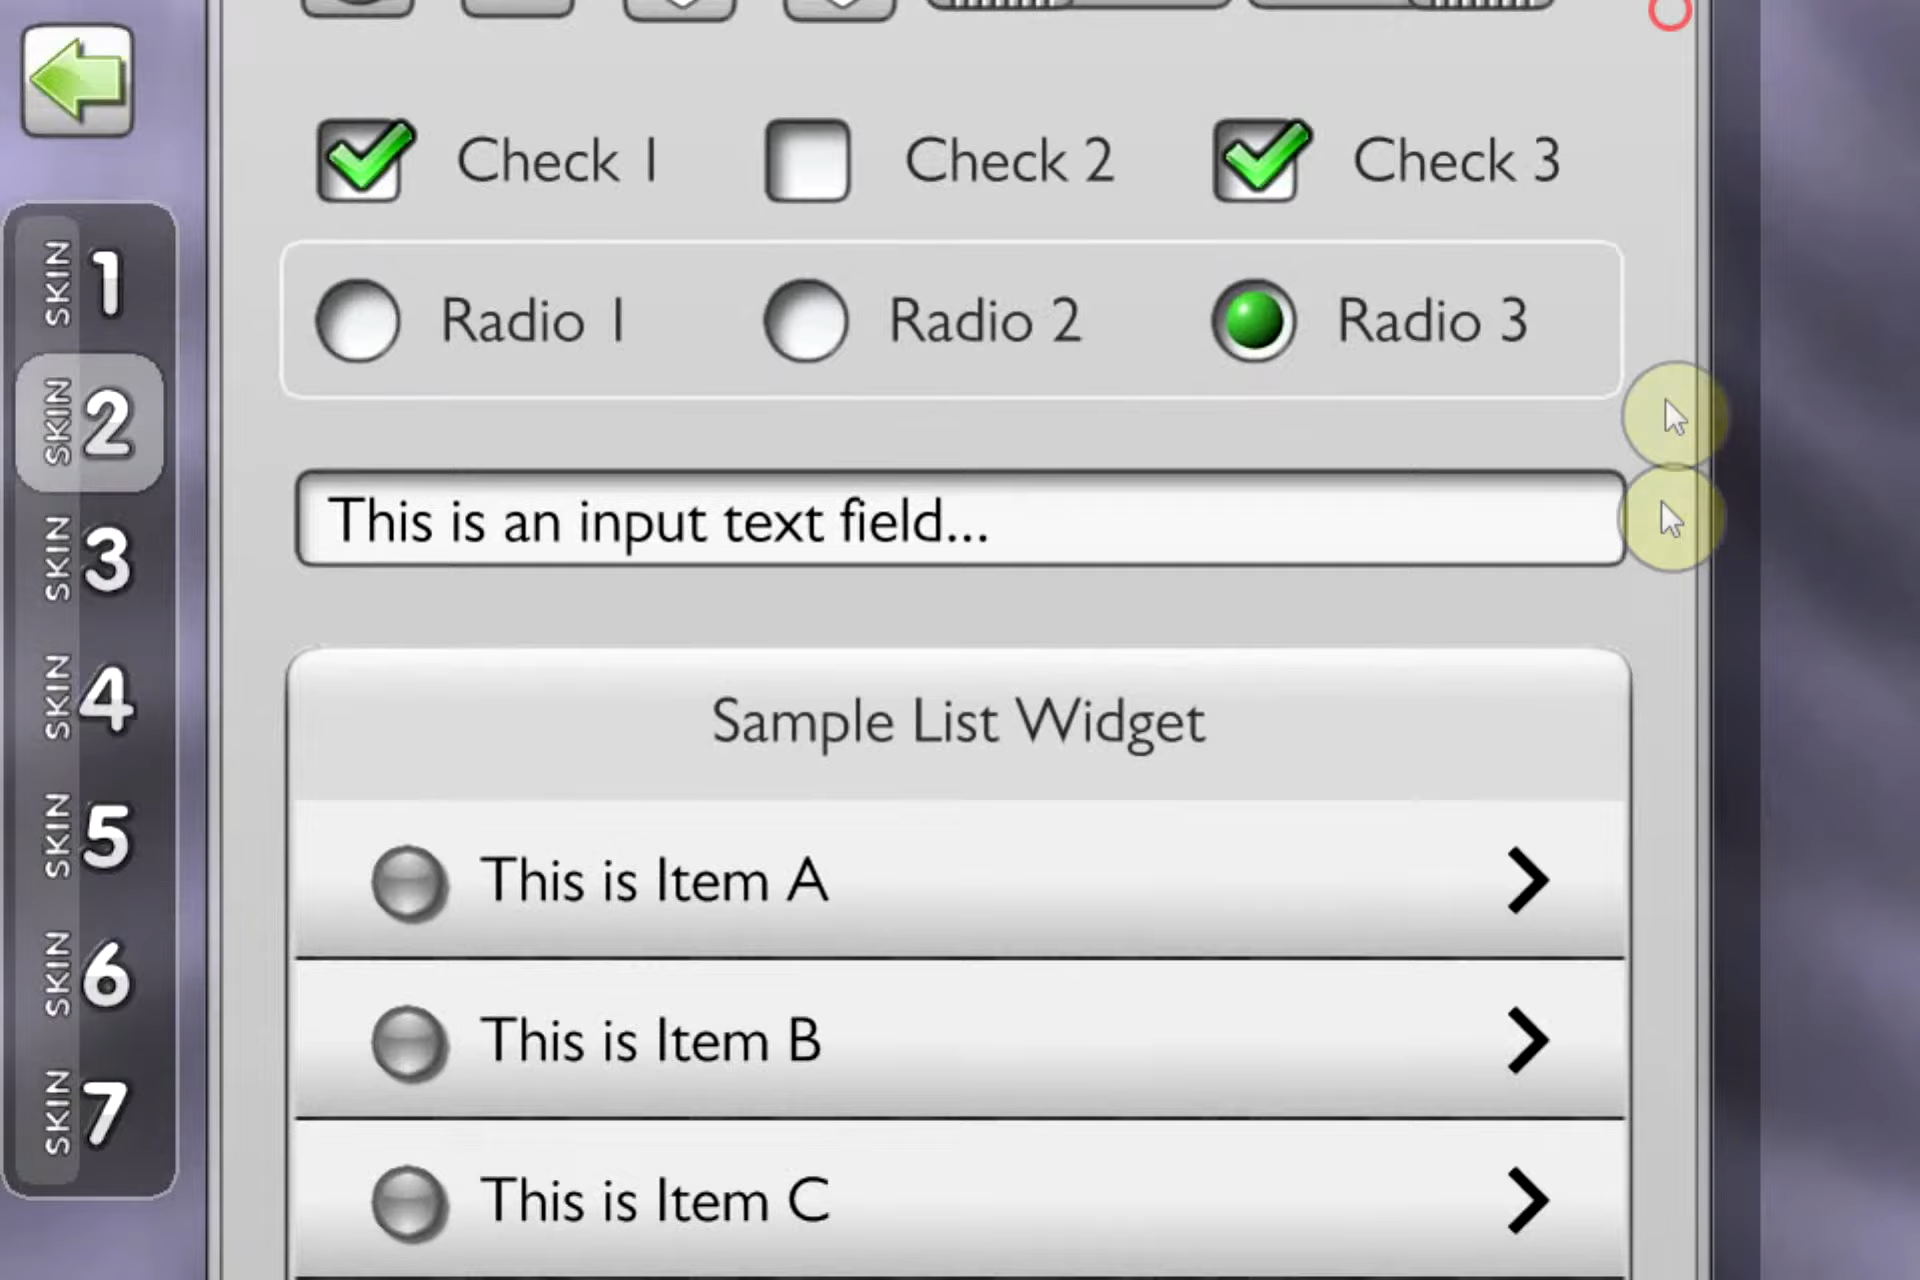 Check 1
Check 2
Check 3
Radio 1
Radio 2
Radio 3
This is an input text field...
Sample List Widget
This is Item A
This is Item B
This is Item C
SKIN 1
SKIN 2
SKIN 3
SKIN 4
SKIN 5
SKIN 6
SKIN 7